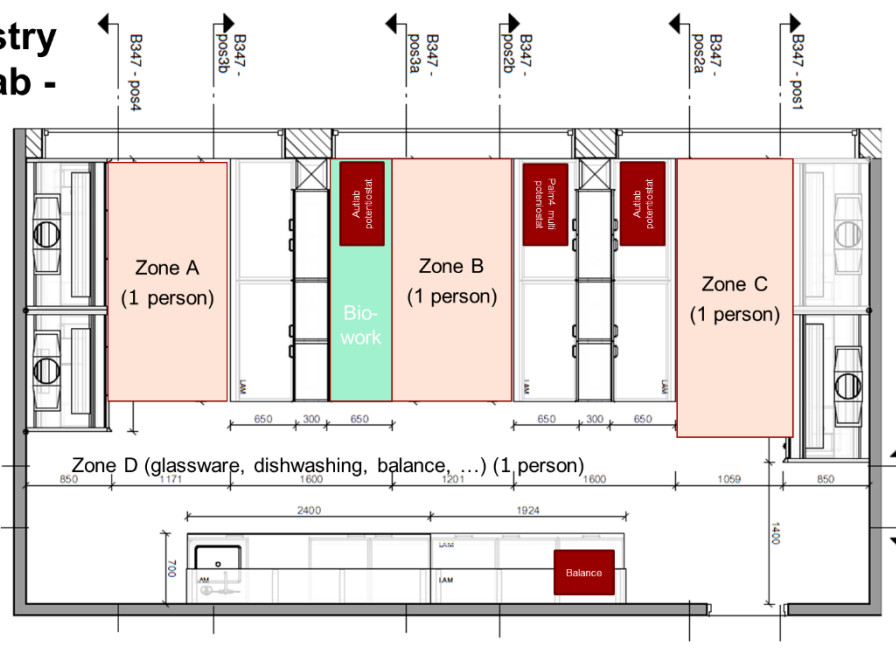 stry
ab -
B347 - pos4
B347 -
pos3b
B347 -
pos3a
B347 -
pos2b
B347 -
pos2a
B347 - pos1
Autlab
potentiostat
Palm4 multi
poteniostat
Autlab
potentiostat
Zone A
(1 person)
Zone B
(1 person)
Zone C
(1 person)
Bio-
work
LAM
LAM
LAM
650
300
650
650
300
650
Zone D (glassware, dishwashing, balance, …) (1 person)
850
1171
1600
1201
1600
1059
850
2400
1924
1400
700
LAM
AM
LAM
Balance